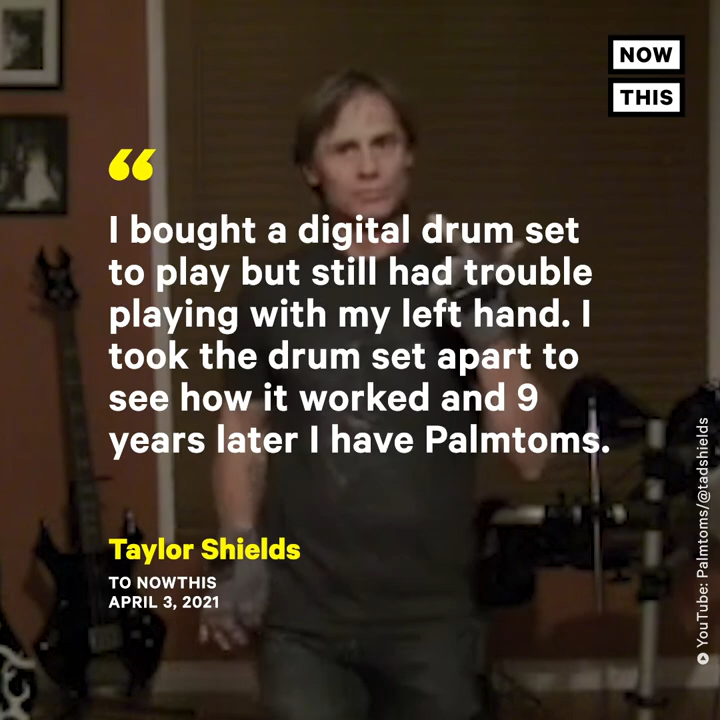 NOW
THIS
“
I bought a digital drum set
to play but still had trouble
playing with my left hand. I
took the drum set apart to
see how it worked and 9
years later I have Palmtoms.
Taylor Shields
TO NOWTHIS
APRIL 3, 2021
YouTube: Palmtoms/@tadshields